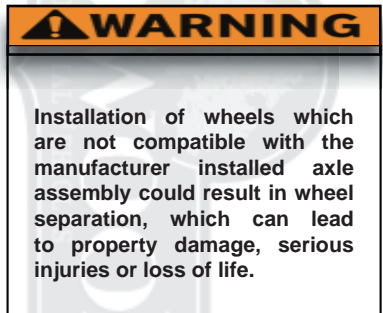 WARNING
Installation of wheels which
are not compatible with the
manufacturer installed axle
assembly could result in wheel
separation, which can lead
to property damage, serious
injuries or loss of life.